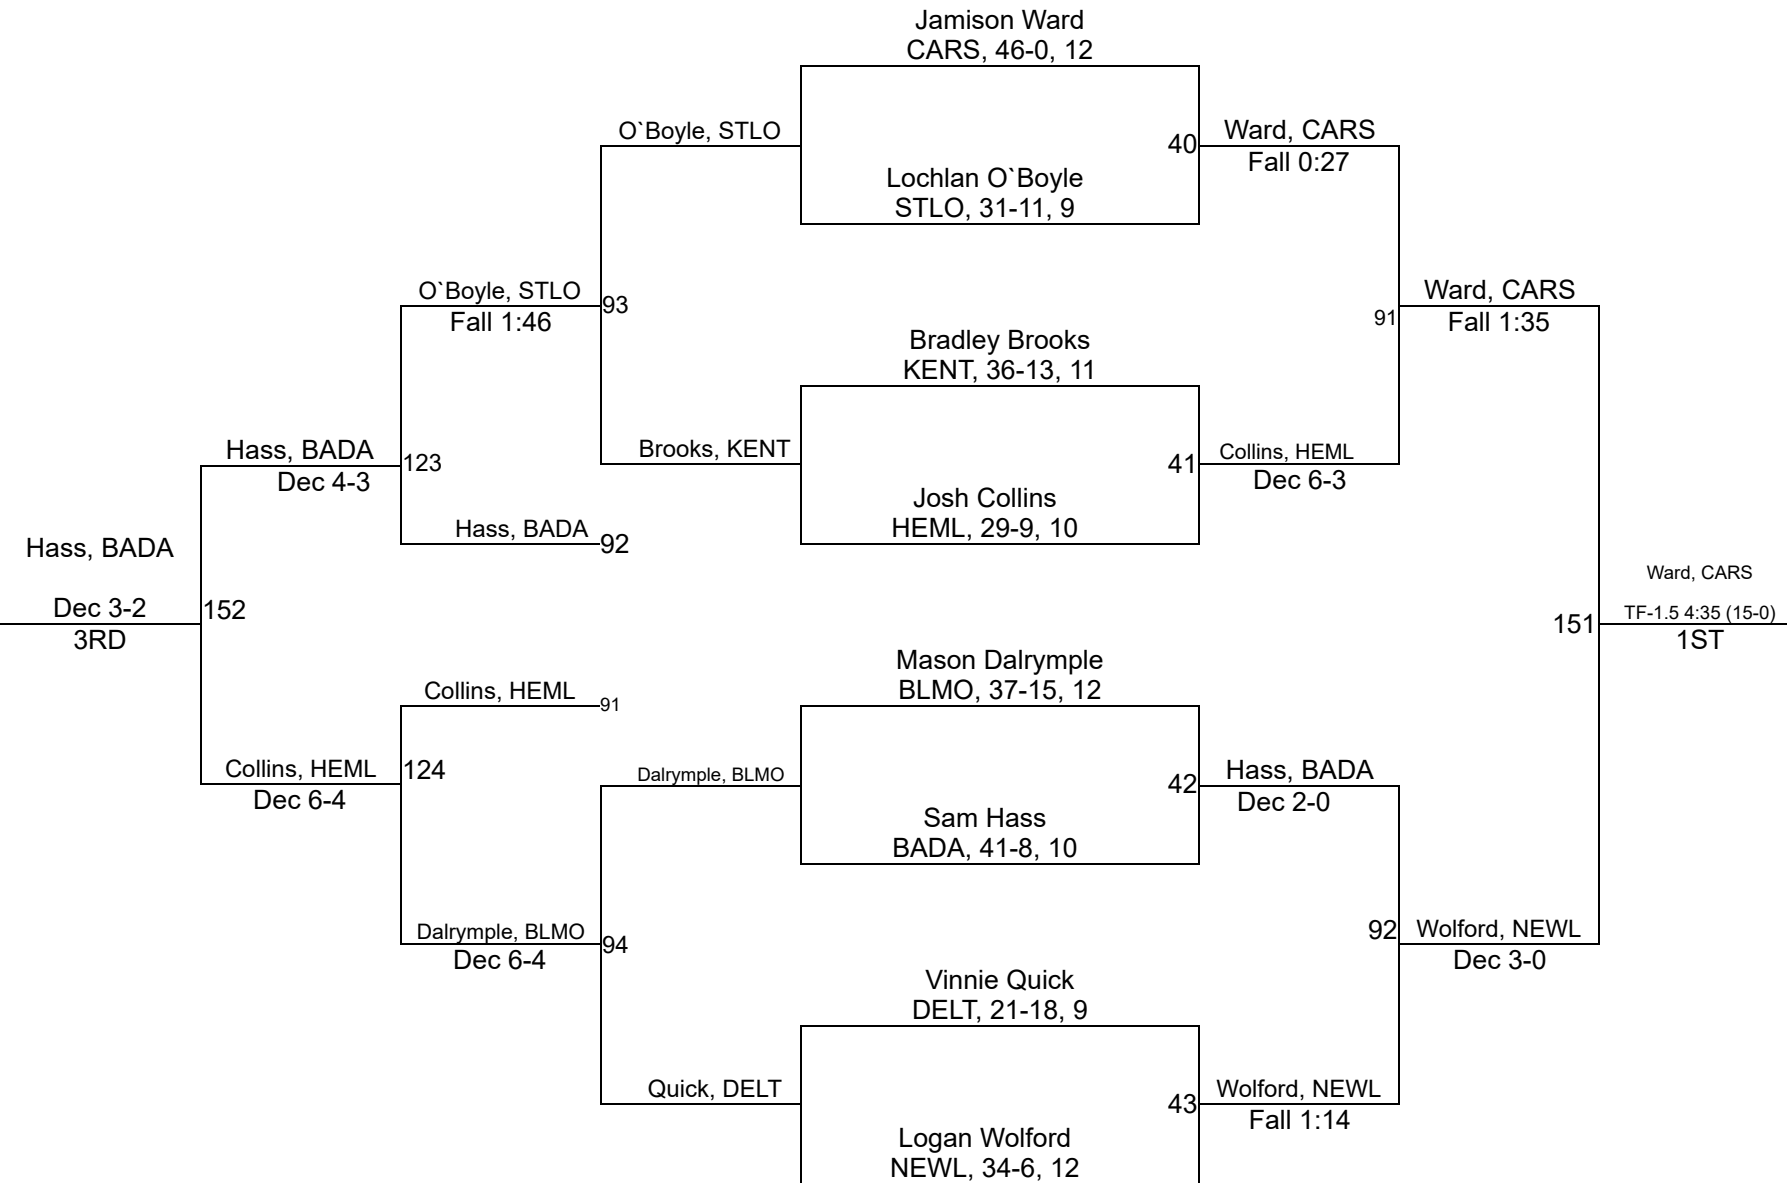 Jamison Ward
CARS, 46-0, 12
O`Boyle, STLO
40
Ward, CARS
Fall 0:27
Lochlan O`Boyle
STLO, 31-11, 9
O`Boyle, STLO
Fall 1:46
93
91
Ward, CARS
Fall 1:35
Bradley Brooks
KENT, 36-13, 11
Hass, BADA
Dec 4-3
123
Brooks, KENT
41
Collins, HEML
Dec 6-3
Josh Collins
HEML, 29-9, 10
Hass, BADA
92
Hass, BADA
Dec 3-2
3RD
152
151
Ward, CARS
TF-1.5 4:35 (15-0)
1ST
Mason Dalrymple
BLMO, 37-15, 12
Collins, HEML
91
Collins, HEML
Dec 6-4
124
Dalrymple, BLMO
42
Hass, BADA
Dec 2-0
Sam Hass
BADA, 41-8, 10
Dalrymple, BLMO
Dec 6-4
94
92
Wolford, NEWL
Dec 3-0
Vinnie Quick
DELT, 21-18, 9
Quick, DELT
43
Wolford, NEWL
Fall 1:14
Logan Wolford
NEWL, 34-6, 12